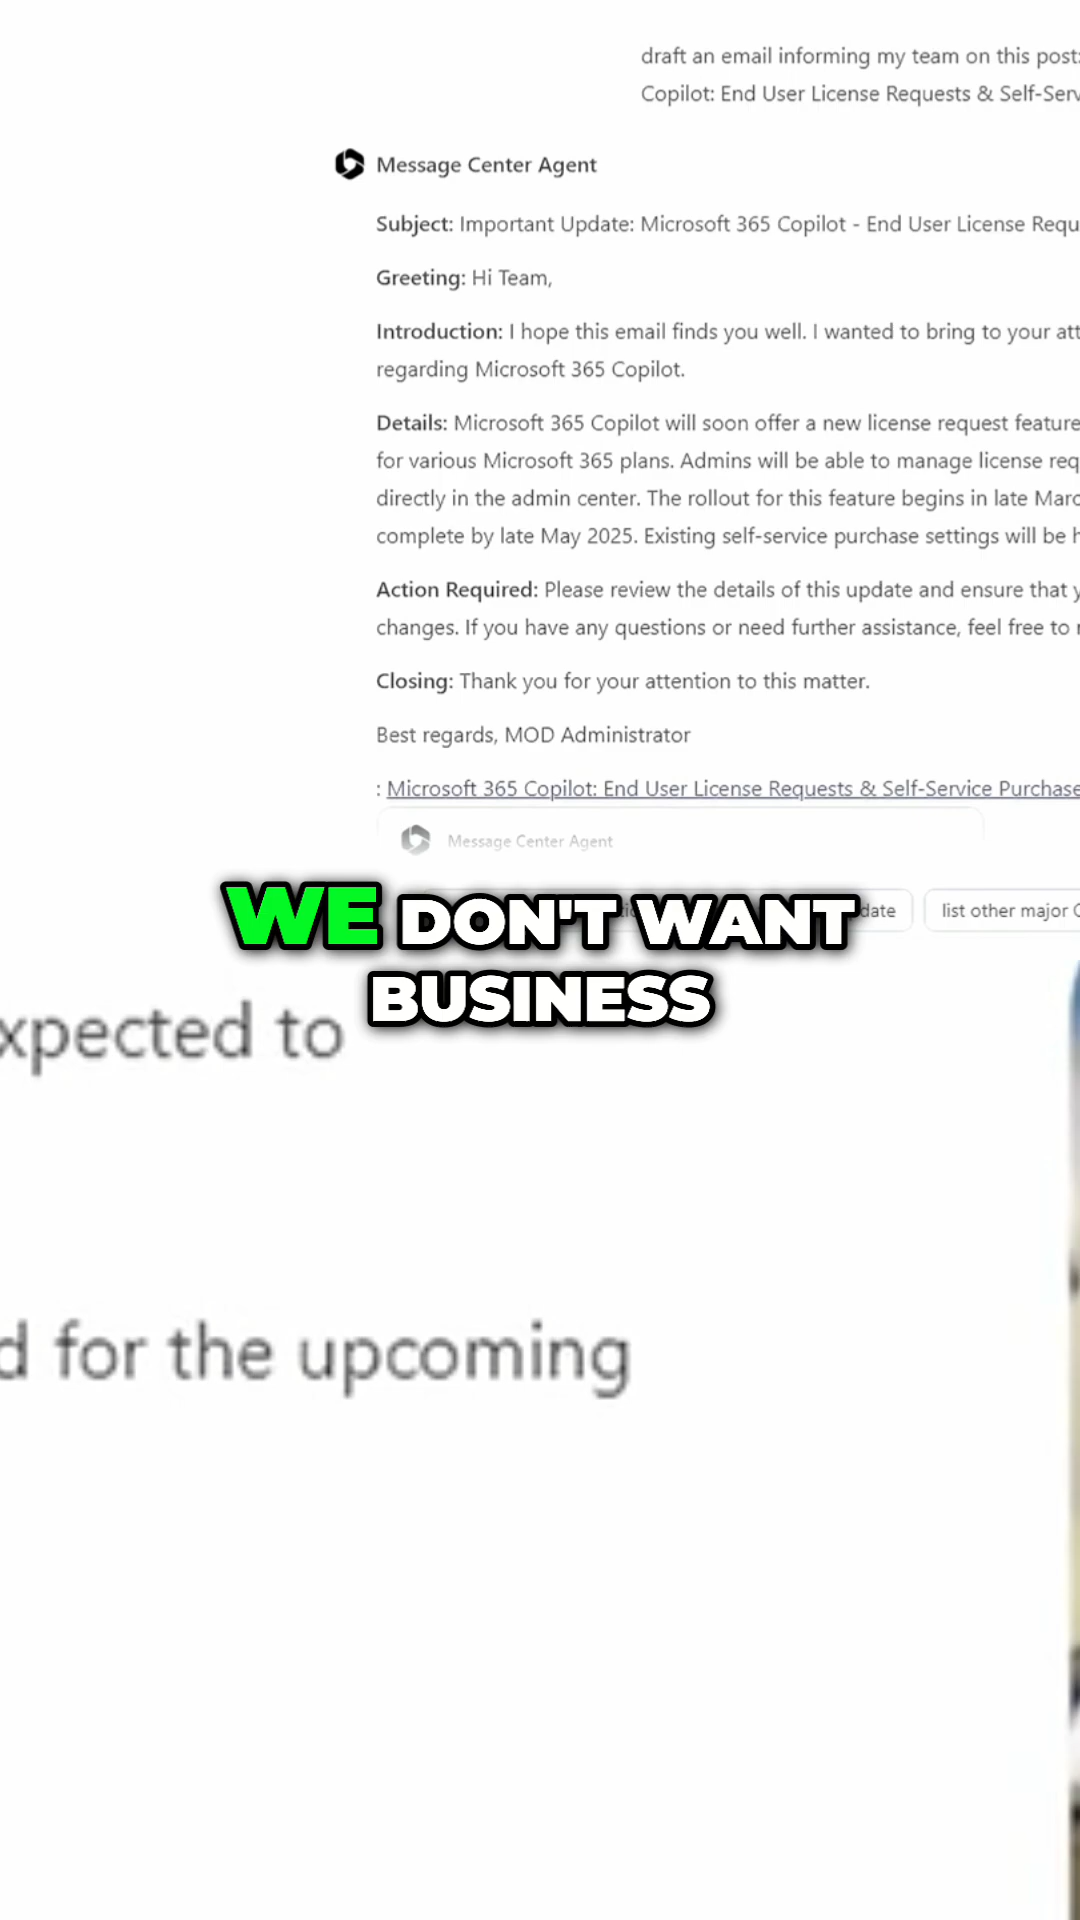 draft an email informing my team on this post:
Copilot: End User License Requests & Self-Serv
Message Center Agent
Subject: Important Update: Microsoft 365 Copilot - End User License Requ
Greeting: Hi Team,
Introduction: I hope this email finds you well. I wanted to bring to your att
regarding Microsoft 365 Copilot.
Details: Microsoft 365 Copilot will soon offer a new license request feature
for various Microsoft 365 plans. Admins will be able to manage license req
directly in the admin center. The rollout for this feature begins in late Marc
complete by late May 2025. Existing self-service purchase settings will be h
Action Required: Please review the details of this update and ensure that y
changes. If you have any questions or need further assistance, feel free to r
Closing: Thank you for your attention to this matter.
Best regards, MOD Administrator
: Microsoft 365 Copilot: End User License Requests & Self-Service Purchase
Message Center Agent
date list other major C
WE DON'T WANT
BUSINESS
xpected to
d for the upcoming